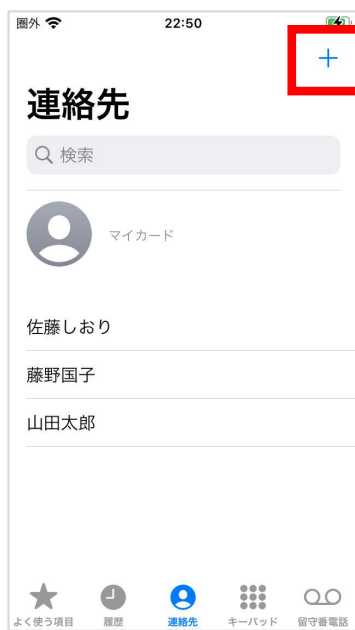 圏外 22:50
連絡先
検索
マイカード
佐藤しおり
藤野国子
山田太郎
よく使う項目 履歴 連絡先 キーパッド 留守番電話